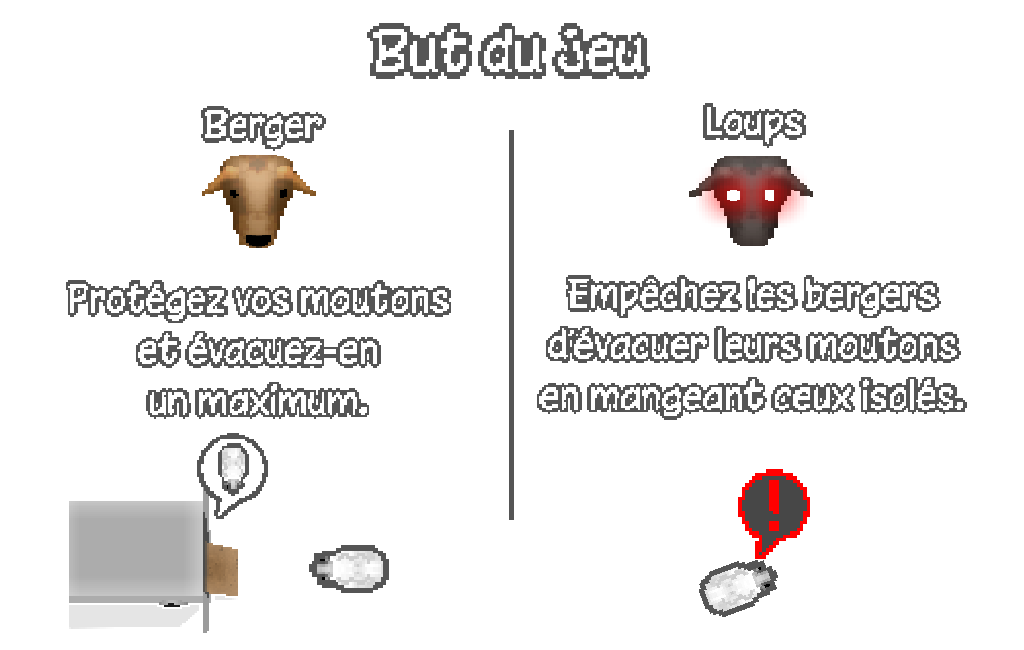 But du jeu
Berger
Protégez vos moutons
et évacuez-en
un maximum.
Loups
Empêchez les bergers
d'évacuer leurs moutons
en mangeant ceux isolés.
!